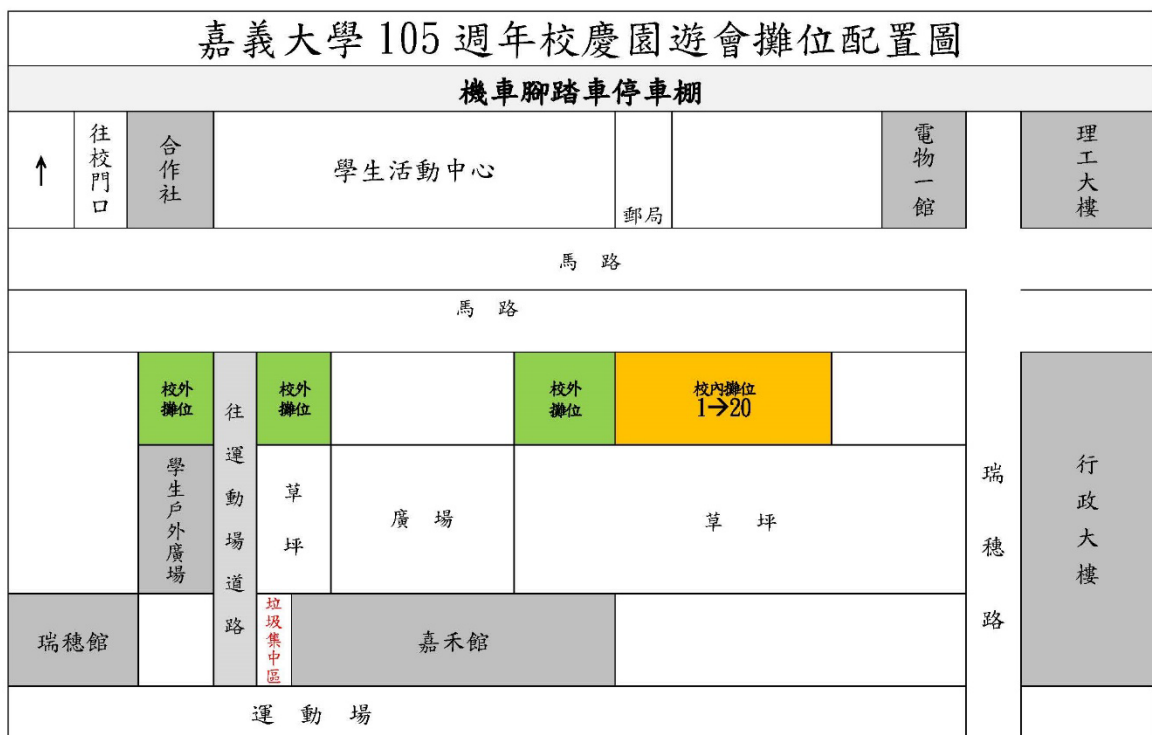 嘉義大學 105 週年校慶園遊會攤位配置圖
機車腳踏車停車棚
↑
往校門口
合作社
學生活動中心
郵局
電物一館
理工大樓
馬 路
馬 路
校外
攤位
往運動場道路
校外
攤位
校外
攤位
校內攤位
1→20
學生戶外廣場
草坪
廣 場
草 坪
瑞穗路
行政大樓
瑞穗館
垃圾集中區
嘉禾館
運 動 場